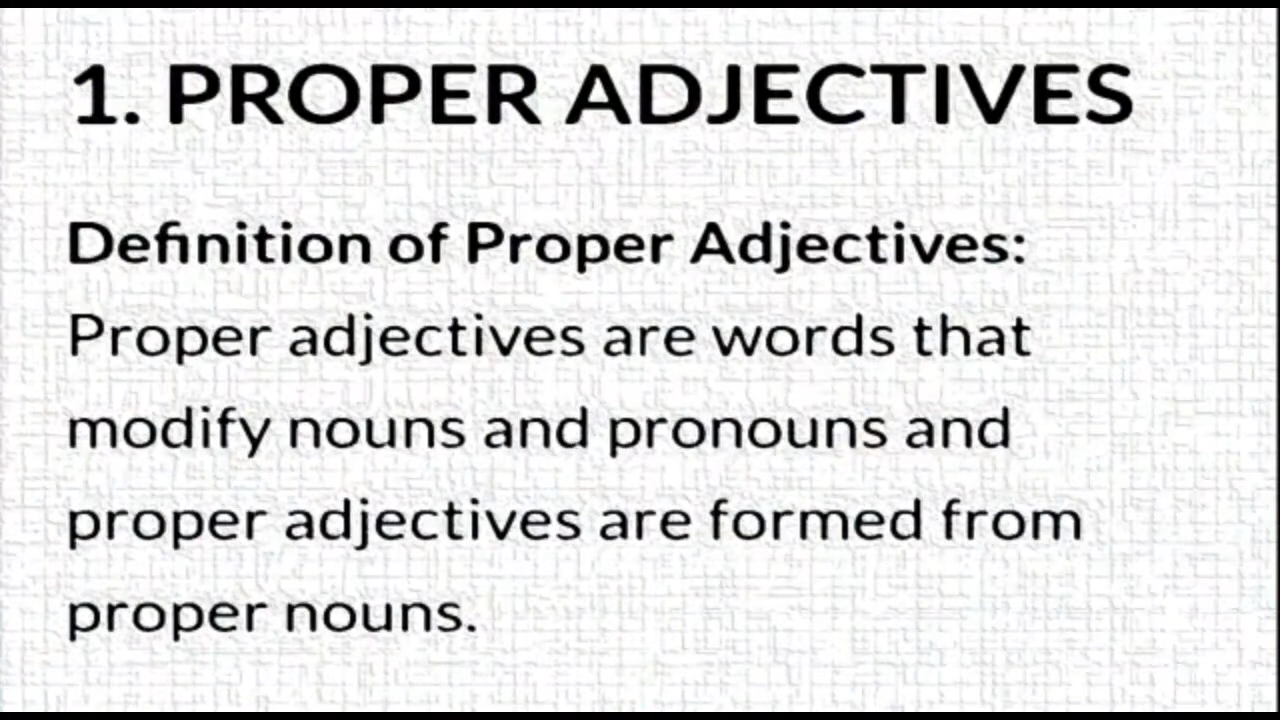 1. PROPER ADJECTIVES
Definition of Proper Adjectives:
Proper adjectives are words that
modify nouns and pronouns and
proper adjectives are formed from
proper nouns.